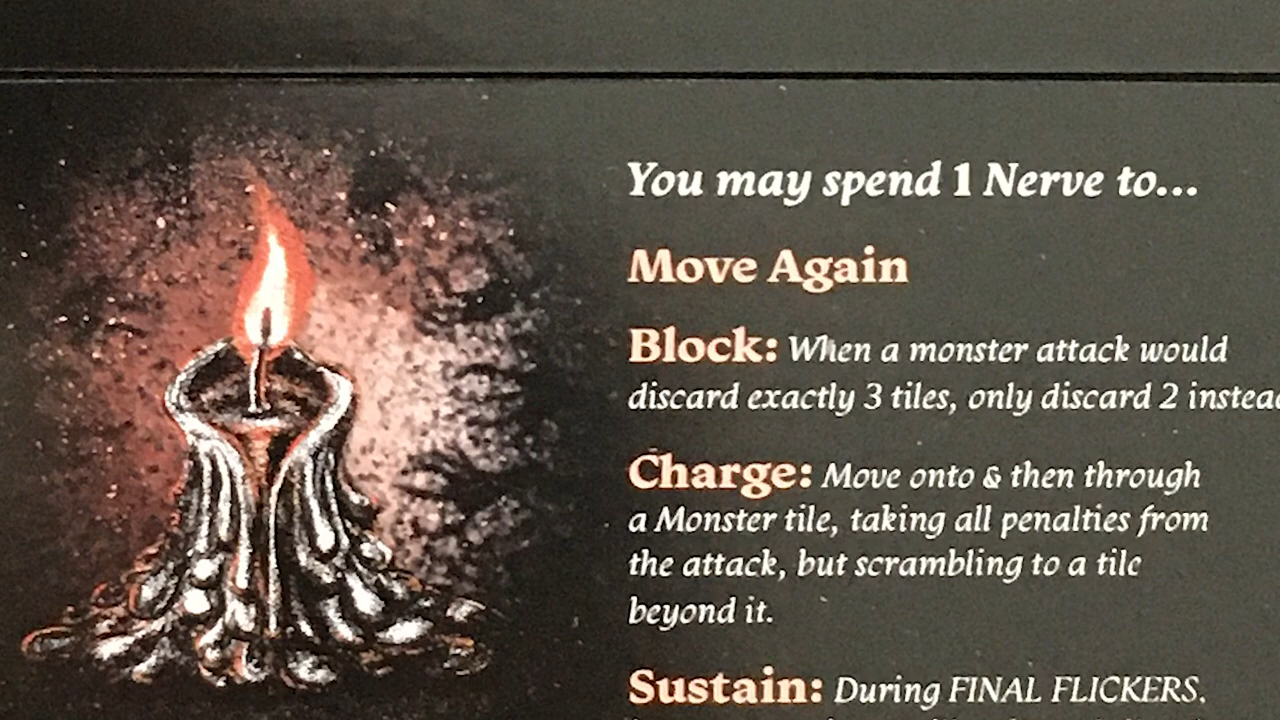 You may spend 1 Nerve to...
Move Again
Block: When a monster attack would
discard exactly 3 tiles, only discard 2 instead
Charge: Move onto & then through
a Monster tile, taking all penalties from
the attack, but scrambling to a tile
beyond it.
Sustain: During FINAL FLICKERS,